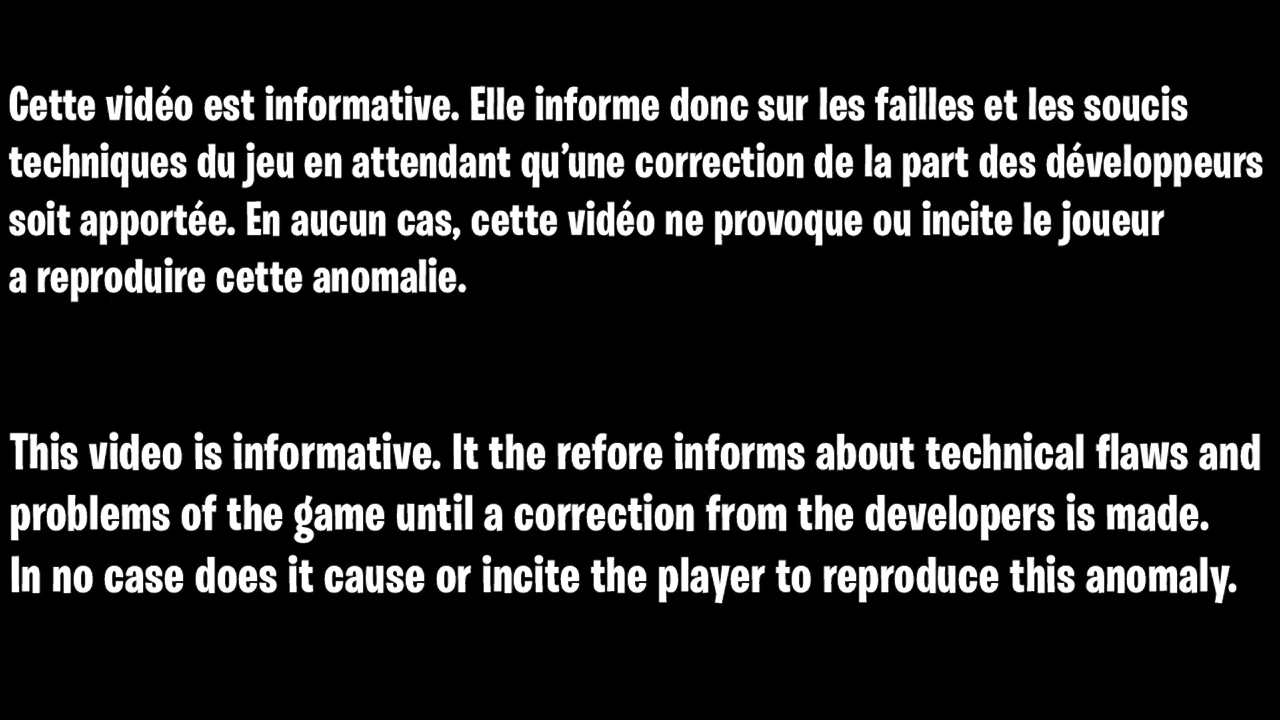 Cette vidéo est informative. Elle informe donc sur les failles et les soucis
techniques du jeu en attendant qu’une correction de la part des développeurs
soit apportée. En aucun cas, cette vidéo ne provoque ou incite le joueur
a reproduire cette anomalie.
This video is informative. It the refore informs about technical flaws and
problems of the game until a correction from the developers is made.
In no case does it cause or incite the player to reproduce this anomaly.